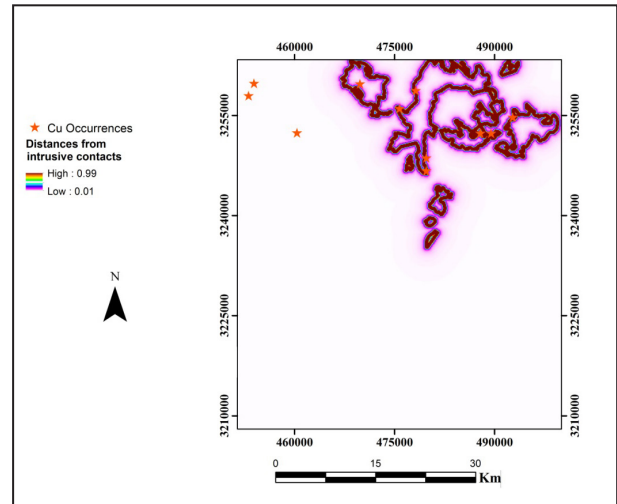 460000 475000 490000
Cu Occurrences
Distances from
intrusive contacts
High : 0.99
Low : 0.01
3255000
3240000
3225000
3210000
3255000
3240000
3225000
3210000
N
460000 475000 490000
0 15 30
Km